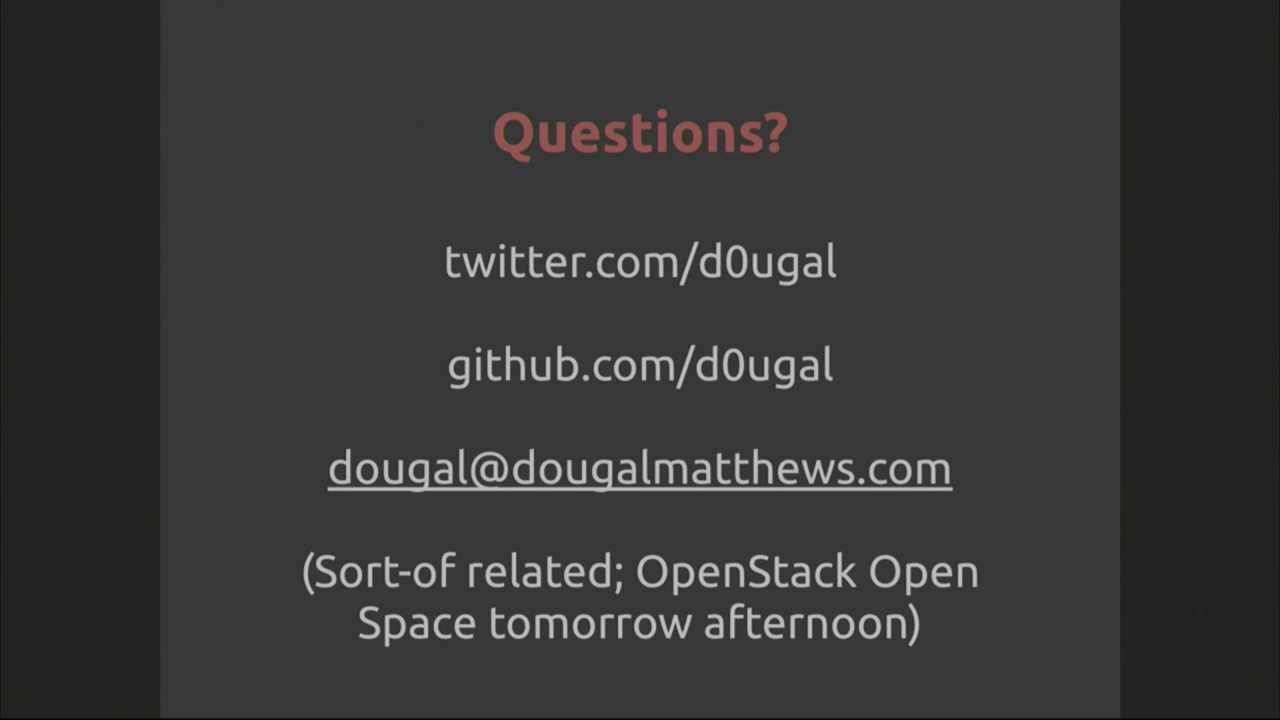 Questions?
twitter.com/d0ugal
github.com/d0ugal
dougal@dougalmatthews.com
(Sort-of related; OpenStack Open
Space tomorrow afternoon)